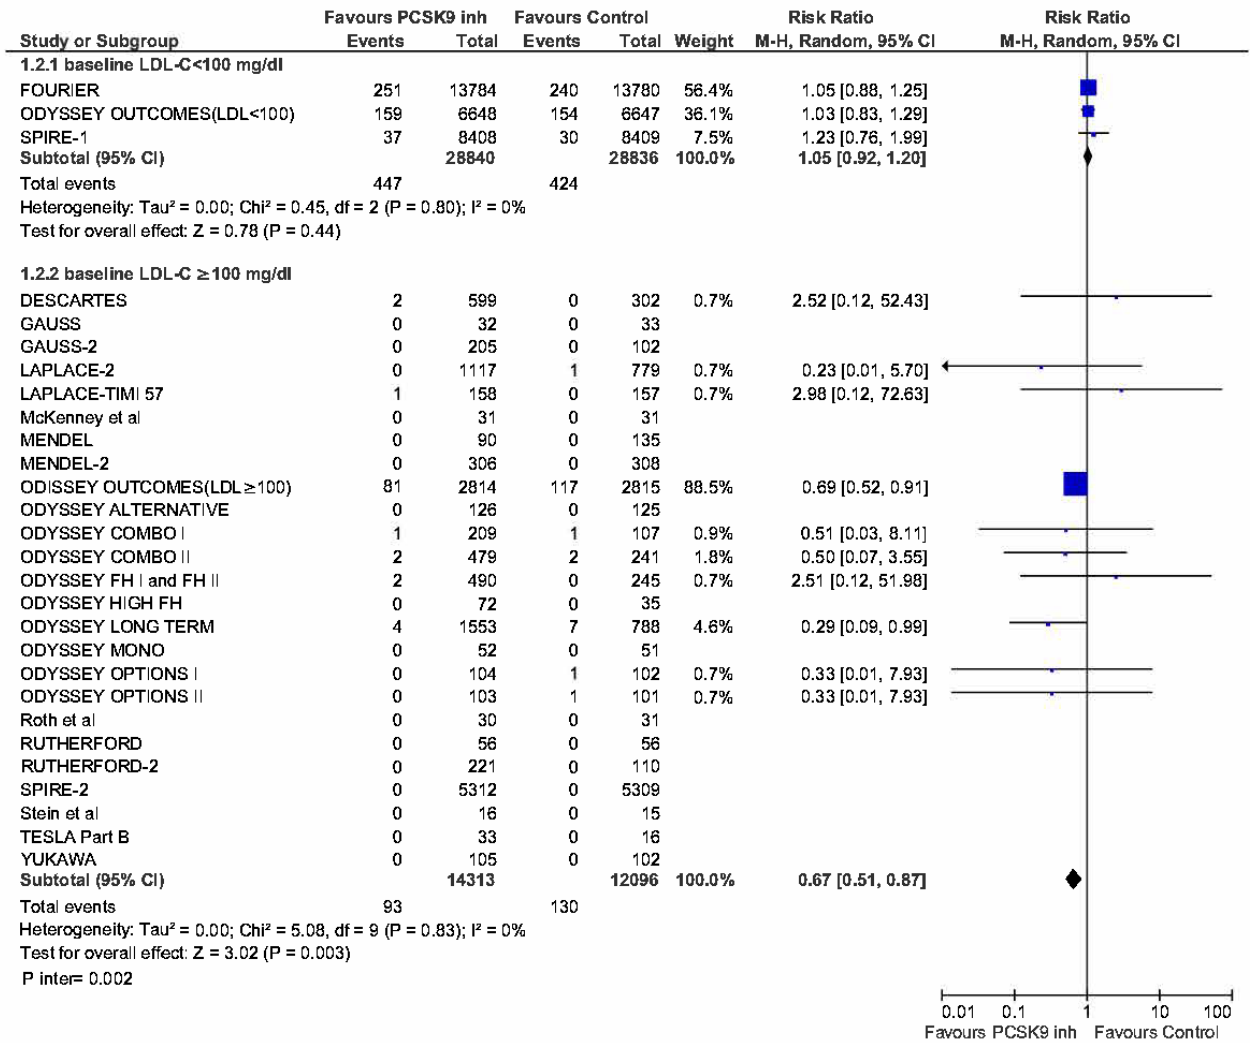 Favours PCSK9 inh Favours Control Risk Ratio Risk Ratio
Study or Subgroup Events Total Events Total Weight M-H, Random, 95% CI M-H, Random, 95% CI
1.2.1 baseline LDL-C<100 mg/dl
FOURIER 251 13784 240 13780 56.4% 1.05 [0.88, 1.25]
ODYSSEY OUTCOMES(LDL<100) 159 6648 154 6647 36.1% 1.03 [0.83, 1.29]
SPIRE-1 37 8408 30 8409 7.5% 1.23 [0.76, 1.99]
Subtotal (95% CI) 28840 28836 100.0% 1.05 [0.92, 1.20]
Total events 447 424
Heterogeneity: Tau² = 0.00; Chi² = 0.45, df = 2 (P = 0.80); I² = 0%
Test for overall effect: Z = 0.78 (P = 0.44)
1.2.2 baseline LDL-C ≥100 mg/dl
DESCARTES 2 599 0 302 0.7% 2.52 [0.12, 52.43]
GAUSS 0 32 0 33
GAUSS-2 0 205 0 102
LAPLACE-2 0 1117 1 779 0.7% 0.23 [0.01, 5.70]
LAPLACE-TIMI 57 1 158 0 157 0.7% 2.98 [0.12, 72.63]
McKenney et al 0 31 0 31
MENDEL 0 90 0 135
MENDEL-2 0 306 0 308
ODISSEY OUTCOMES(LDL≥100) 81 2814 117 2815 88.5% 0.69 [0.52, 0.91]
ODYSSEY ALTERNATIVE 0 126 0 125
ODYSSEY COMBO I 1 209 1 107 0.9% 0.51 [0.03, 8.11]
ODYSSEY COMBO II 2 479 2 241 1.8% 0.50 [0.07, 3.55]
ODYSSEY FH I and FH II 2 490 0 245 0.7% 2.51 [0.12, 51.98]
ODYSSEY HIGH FH 0 72 0 35
ODYSSEY LONG TERM 4 1553 7 788 4.6% 0.29 [0.09, 0.99]
ODYSSEY MONO 0 52 0 51
ODYSSEY OPTIONS I 0 104 1 102 0.7% 0.33 [0.01, 7.93]
ODYSSEY OPTIONS II 0 103 1 101 0.7% 0.33 [0.01, 7.93]
Roth et al 0 30 0 31
RUTHERFORD 0 56 0 56
RUTHERFORD-2 0 221 0 110
SPIRE-2 0 5312 0 5309
Stein et al 0 16 0 15
TESLA Part B 0 33 0 16
YUKAWA 0 105 0 102
Subtotal (95% CI) 14313 12096 100.0% 0.67 [0.51, 0.87]
Total events 93 130
Heterogeneity: Tau² = 0.00; Chi² = 5.08, df = 9 (P = 0.83); I² = 0%
Test for overall effect: Z = 3.02 (P = 0.003)
P inter= 0.002
0.01 0.1 1 10 100
Favours PCSK9 inh Favours Control